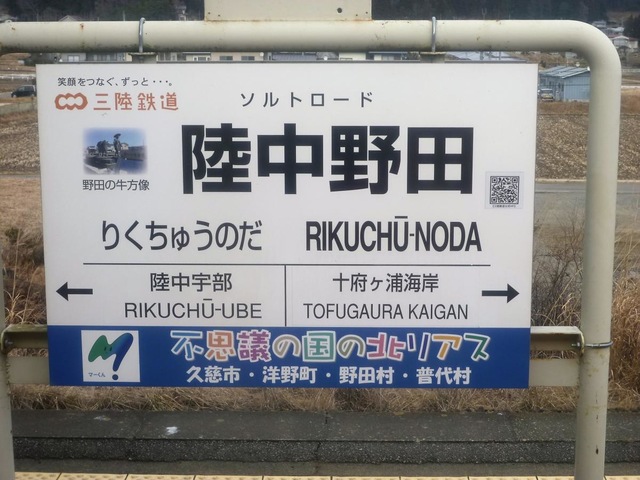 笑顔をつなぐ、ずっと・・・。
三陸鉄道
ソルトロード
陸中野田
野田の牛方像
りくちゅうのだ RIKUCHŪ-NODA
陸中宇部
RIKUCHŪ-UBE
十府ヶ浦海岸
TOFUGAURA KAIGAN
不思議の国の北リアス
久慈市・洋野町・野田村・普代村
マーくん